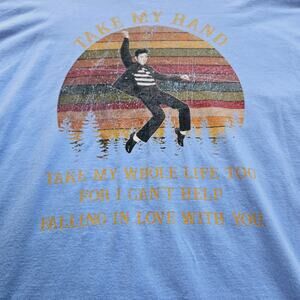 TAKE MY HAND
TAKE MY WHOLE LIFE TOO
FOR I CAN'T HELP
FALLING IN LOVE WITH YOU